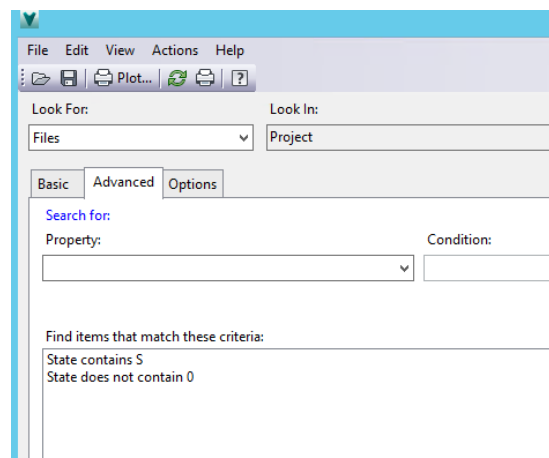 File Edit View Actions Help
Plot... ?
Look For: Look In:
Files Project
Basic Advanced Options
Search for:
Property: Condition:
Find items that match these criteria:
State contains S
State does not contain 0